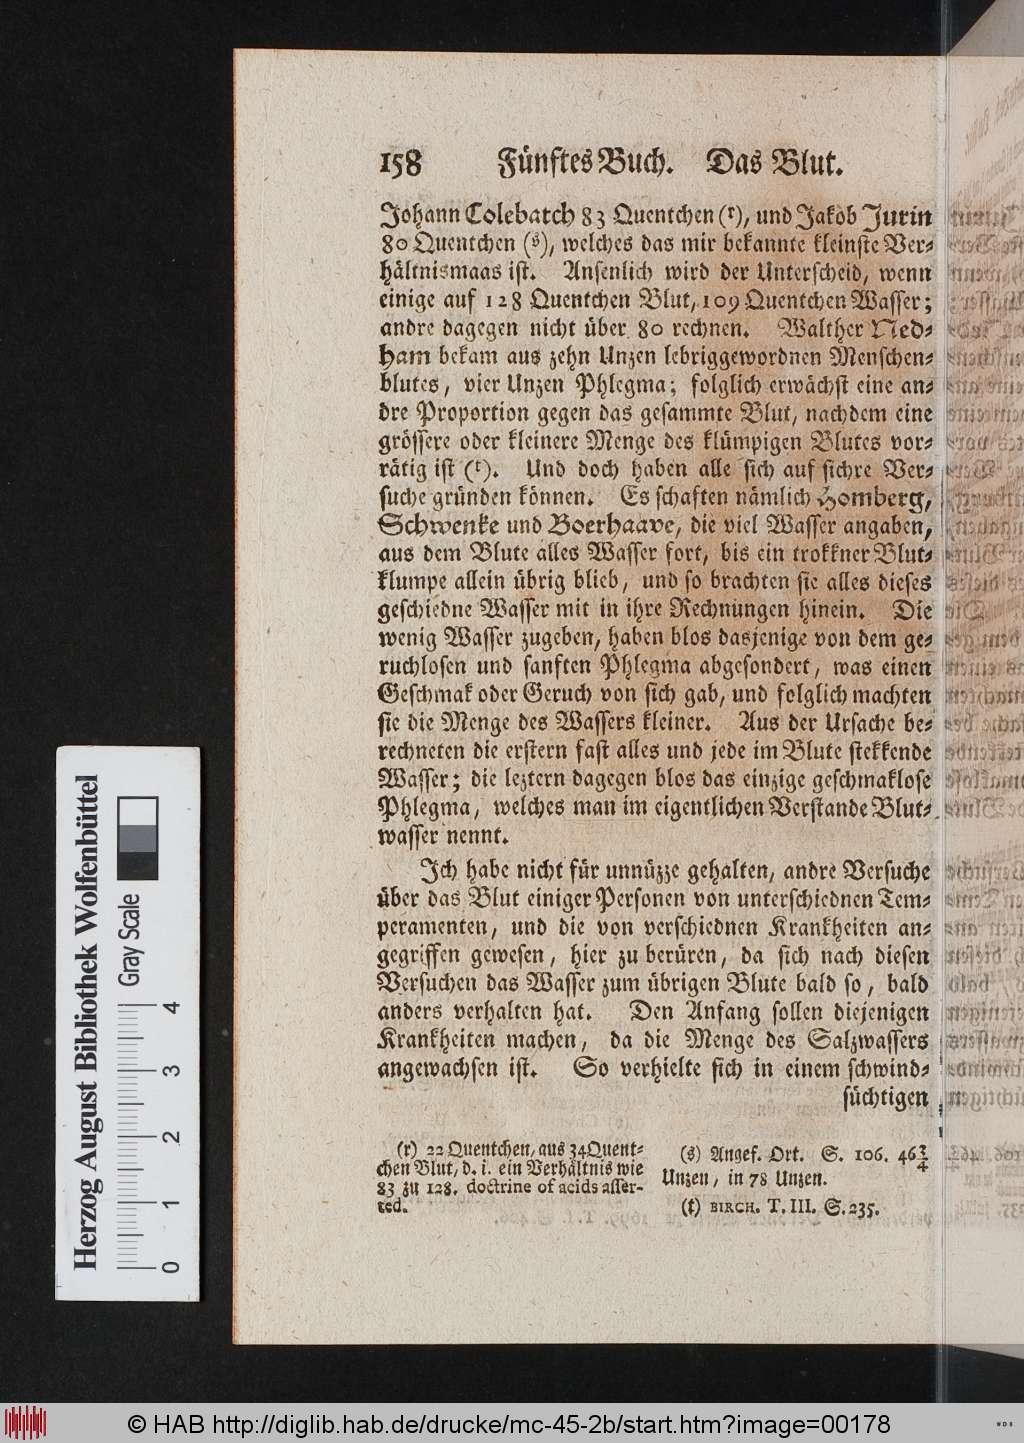 158 Fünftes Buch. Das Blut.
Johann Colebatch 83 Quentchen (r), und Jakob Jurin
80 Quentchen (s), welches das mir bekannte kleinste Ver-
hältnismaas ist. Ansenlich wird der Unterscheid, wenn
einige auf 128 Quentchen Blut, 109 Quentchen Wasser;
andre dagegen nicht über 80 rechnen. Walther Ned-
ham bekam aus zehn Unzen lebriggewordnen Menschen-
blutes, vier Unzen Phlegma; folglich erwächst eine an-
dre Proportion gegen das gesammte Blut, nachdem eine
grössere oder kleinere Menge des klümpigen Blutes vor-
rätig ist (t). Und doch haben alle sich auf sichre Ver-
suche gründen können. Es schaften nämlich Homberg,
Schwenke und Boerhaave, die viel Wasser angaben,
aus dem Blute alles Wasser fort, bis ein trokkner Blut-
klumpe allein übrig blieb, und so brachten sie alles dieses
geschiedne Wasser mit in ihre Rechnungen hinein. Die
wenig Wasser zugeben, haben blos dasjenige von dem ge-
ruchlosen und sanften Phlegma abgesondert, was einen
Geschmak oder Geruch von sich gab, und folglich machten
sie die Menge des Wassers kleiner. Aus der Ursache be-
rechneten die erstern fast alles und jede im Blute stekkende
Wasser; die leztern dagegen blos das einzige geschmaklose
Phlegma, welches man im eigentlichen Verstande Blut-
wasser nennt.
Ich habe nicht für unnüzze gehalten, andre Versuche
über das Blut einiger Personen von unterschiednen Tem-
peramenten, und die von verschiednen Krankheiten an-
gegriffen gewesen, hier zu berüren, da sich nach diesen
Versuchen das Wasser zum übrigen Blute bald so, bald
anders verhalten hat. Den Anfang sollen diejenigen
Krankheiten machen, da die Menge des Salzwassers
angewachsen ist. So verhielte sich in einem schwind-
süchtigen
(r) 22 Quentchen, aus 34 Quent-
chen Blut, d. i. ein Verhältnis wie
83 zu 128. doctrine of acids asser-
ted.
(s) Angef. Ort. S. 106. 46 3/4
Unzen, in 78 Unzen.
(t) BIRCH. T. III. S. 235.
Herzog August Bibliothek Wolfenbüttel
Gray Scale
0 1 2 3 4
© HAB http://diglib.hab.de/drucke/mc-45-2b/start.htm?image=00178